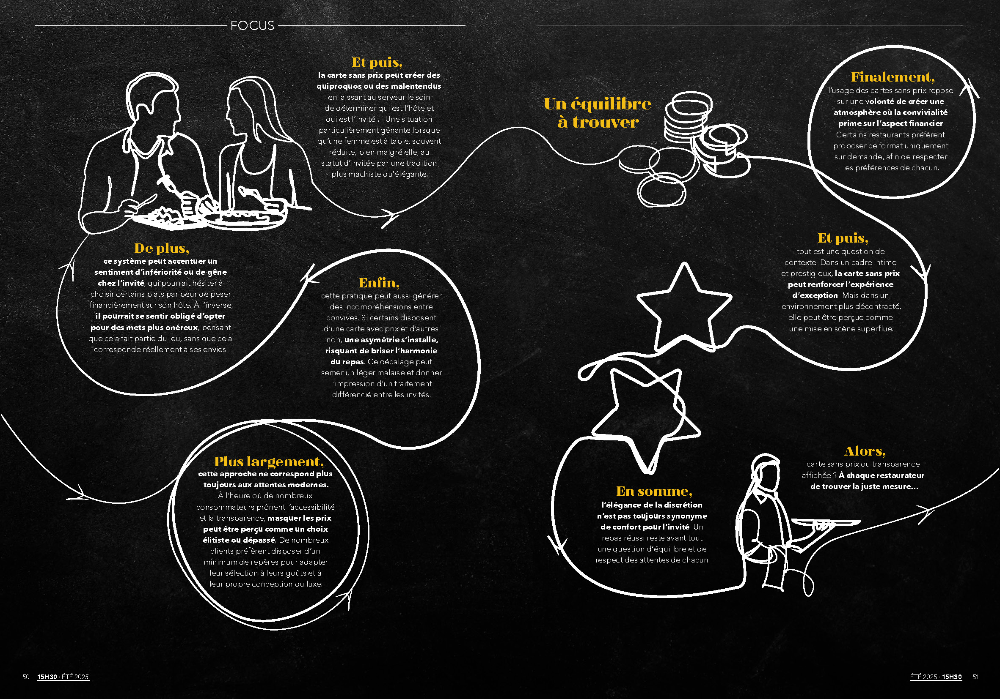 FOCUS
Plus largement,
cette approche ne correspond plus
toujours aux attentes modernes.
À l'heure où de nombreux
consommateurs prônent l'accessibilité
et la transparence, masquer les prix
peut être perçu comme un choix
élitiste ou dépassé. De nombreux
clients préfèrent disposer d'un
minimum de repères pour adapter
leur sélection à leurs goûts et à
leur propre conception du luxe.
Enfin,
cette pratique peut aussi générer
des incompréhensions entre
convives. Si certains disposent
d'une carte avec prix et d'autres
non, une asymétrie s'installe,
risquant de briser l'harmonie
du repas. Ce décalage peut
semer un léger malaise et donner
l'impression d'un traitement
différencié entre les invités.
De plus,
ce système peut accentuer un
sentiment d'infériorité ou de gêne
chez l'invité, qui pourrait hésiter à
choisir certains plats par peur de peser
financièrement sur son hôte. À l'inverse,
il pourrait se sentir obligé d'opter
pour des mets plus onéreux, pensant
que cela fait partie du jeu, sans que cela
corresponde réellement à ses envies.
Et puis,
la carte sans prix peut créer des
quiproquos ou des malentendus
en laissant au serveur le soin
de déterminer qui est l'hôte et
qui est l'invité... Une situation
particulièrement gênante lorsque
qu'une femme est à table, souvent
réduite, bien malgré elle, au
statut d'invitée par une tradition
plus machiste qu'élégante.
Un équilibre
à trouver
Finalement,
l'usage des cartes sans prix repose
sur une volonté de créer une
atmosphère où la convivialité
prime sur l'aspect financier.
Certains restaurants préfèrent
proposer ce format uniquement
sur demande, afin de respecter
les préférences de chacun.
Et puis,
tout est une question de
contexte. Dans un cadre intime
et prestigieux, la carte sans prix
peut renforcer l'expérience
d'exception. Mais dans un
environnement plus décontracté,
elle peut être perçue comme
une mise en scène superflue.
En somme,
l'élégance de la discrétion
n'est pas toujours synonyme
de confort pour l'invité. Un
repas réussi reste avant tout
une question d'équilibre et de
respect des attentes de chacun.
Alors,
carte sans prix ou transparence
affichée ? À chaque restaurateur
de trouver la juste mesure...
50 15H30 · ÉTÉ 2025
ÉTÉ 2025 · 15H30 51